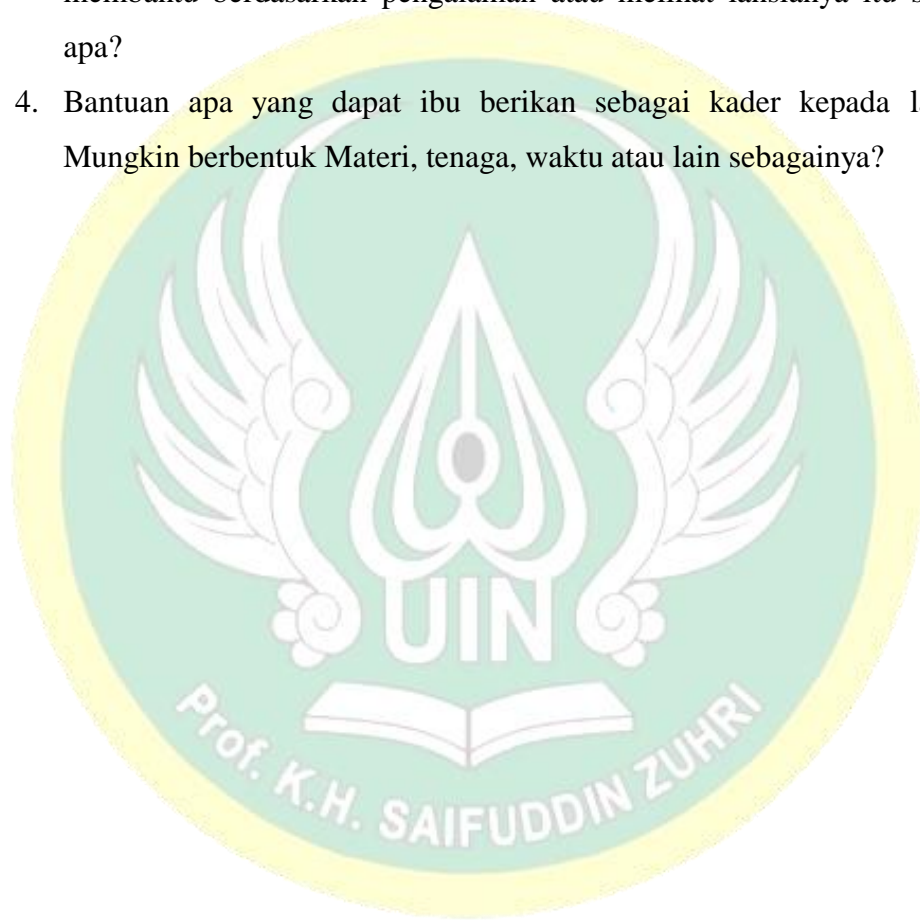 apa?
4. Bantuan apa yang dapat ibu berikan sebagai kader kepada
Mungkin berbentuk Materi, tenaga, waktu atau lain sebagainya?
UIN
Prof. K.H. SAIFUDDIN ZUHRI